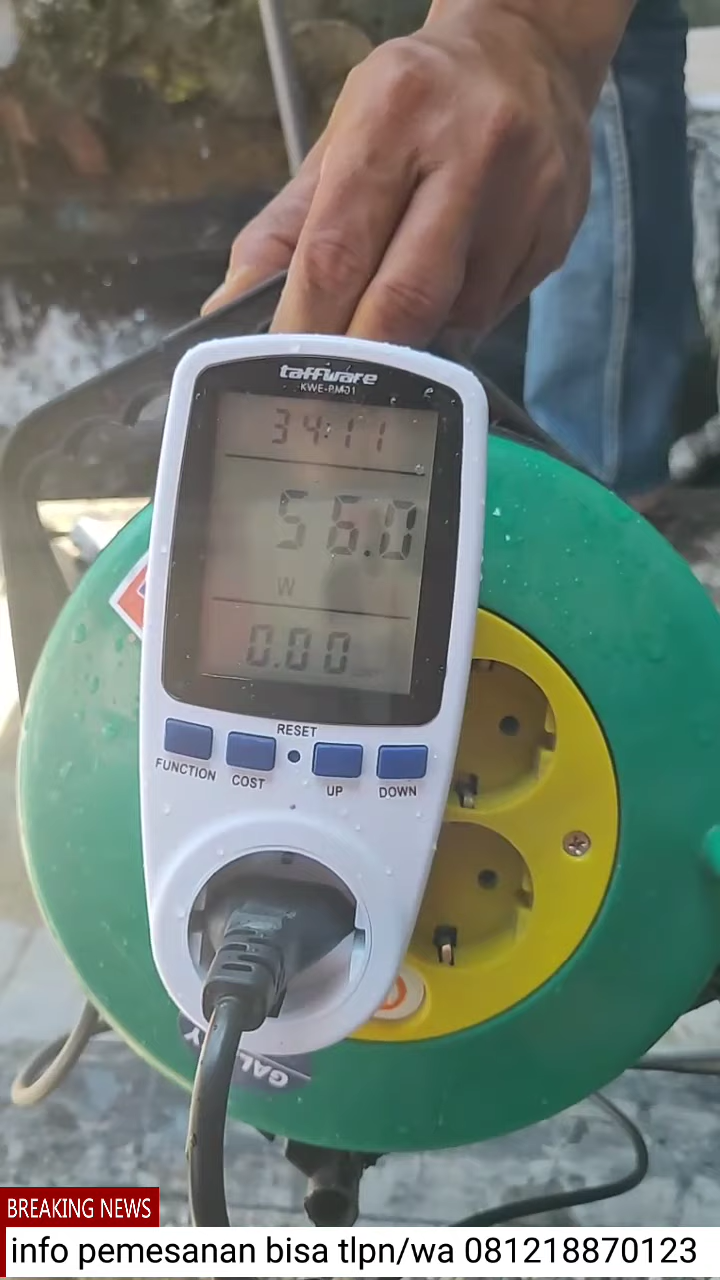 taffware
KWE-PM01
34:11
56.0
W
0.00
RESET
FUNCTION COST UP DOWN
BREAKING NEWS
info pemesanan bisa tlpn/wa 081218870123